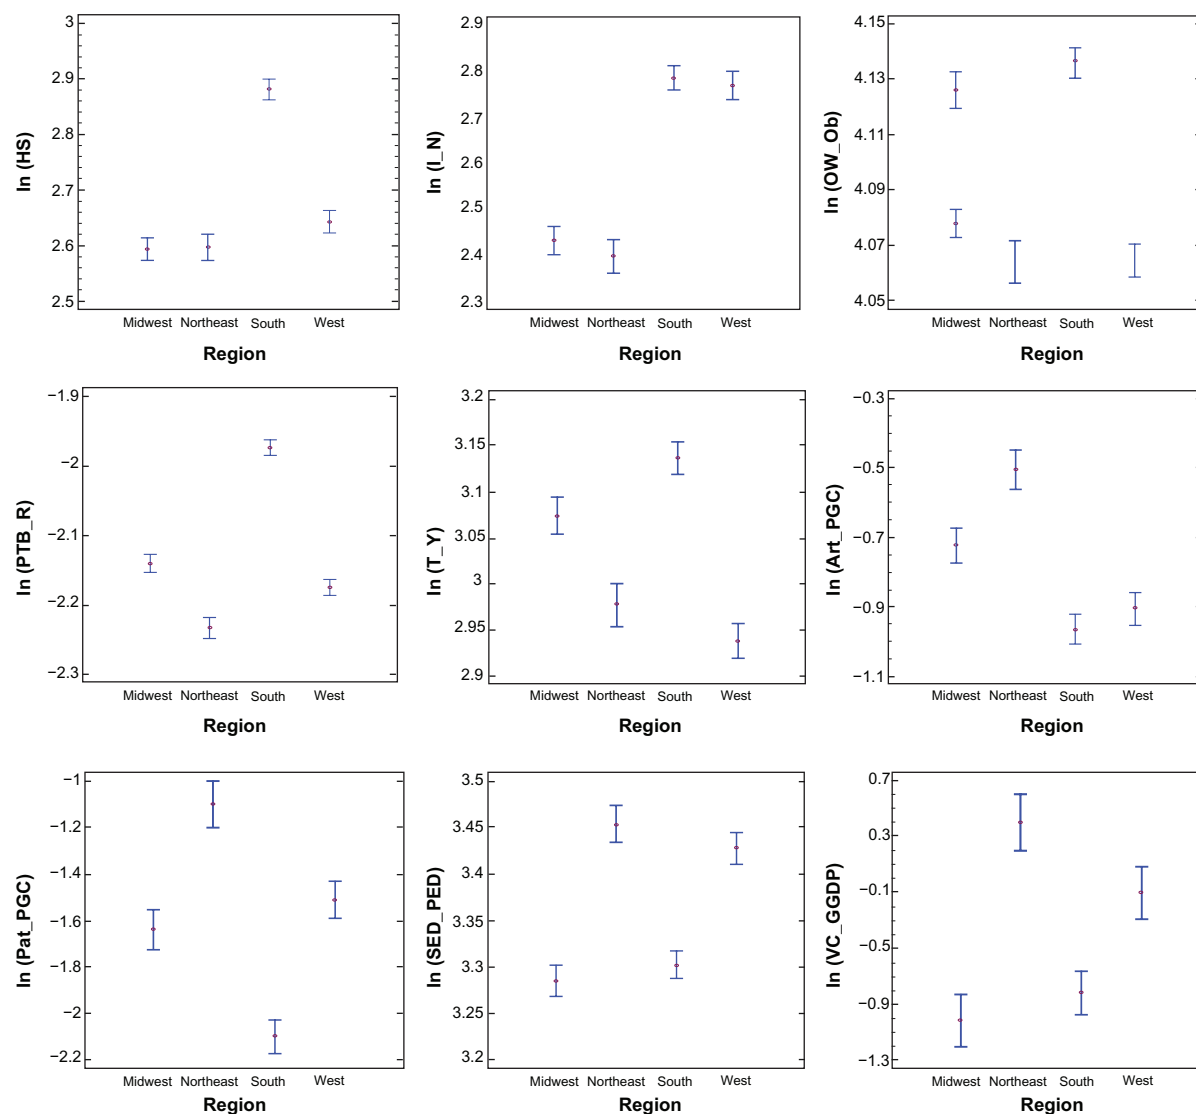 ln (HS)
3
2.9
2.8
2.7
2.6
2.5
Midwest Northeast South West
Region
ln (I_N)
2.9
2.8
2.7
2.6
2.5
2.4
2.3
Midwest Northeast South West
Region
ln (OW_Ob)
4.15
4.13
4.11
4.09
4.07
4.05
Midwest Northeast South West
Region
ln (PTB_R)
−1.9
−2
−2.1
−2.2
−2.3
Midwest Northeast South West
Region
ln (T_Y)
3.2
3.15
3.1
3.05
3
2.95
2.9
Midwest Northeast South West
Region
ln (Art_PGC)
−0.3
−0.5
−0.7
−0.9
−1.1
Midwest Northeast South West
Region
ln (Pat_PGC)
−1
−1.2
−1.4
−1.6
−1.8
−2
−2.2
Midwest Northeast South West
Region
ln (SED_PED)
3.5
3.45
3.4
3.35
3.3
3.25
3.2
Midwest Northeast South West
Region
ln (VC_GGDP)
0.7
0.3
−0.1
−0.5
−0.9
−1.3
Midwest Northeast South West
Region